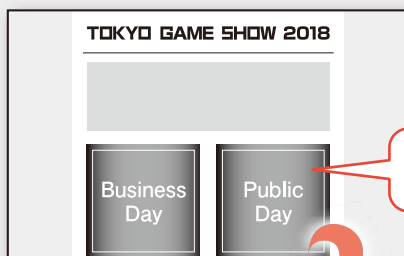 TOKYO GAME SHOW 2018
Business
Day
Public
Day